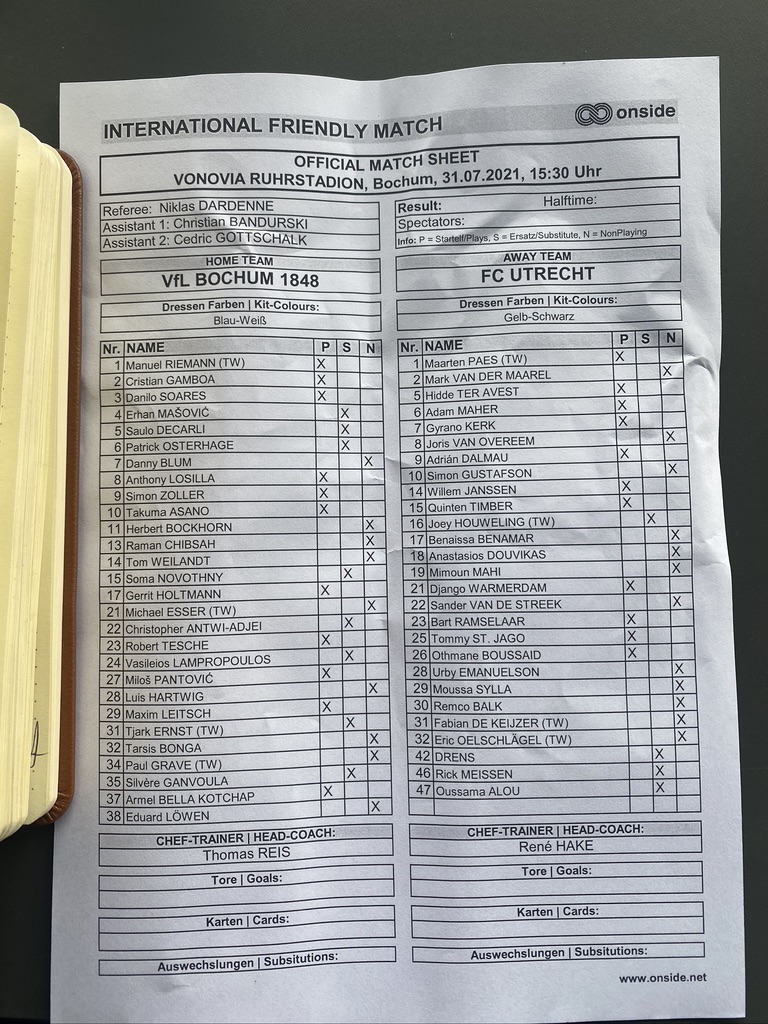 onside
INTERNATIONAL FRIENDLY MATCH
OFFICIAL MATCH SHEET
VONOVIA RUHRSTADION, Bochum, 31.07.2021, 15:30 Uhr
Referee: Niklas DARDENNE
Assistant 1: Christian BANDURSKI
Assistant 2: Cedric GOTTSCHALK
Result: Halftime:
Spectators:
Info: P = Startelf/Plays, S = Ersatz/Substitute, N = NonPlaying
HOME TEAM
VfL BOCHUM 1848
Dressen Farben | Kit-Colours:
Blau-Weiß
Nr. NAME P S N
1 Manuel RIEMANN (TW) X
2 Cristian GAMBOA X
3 Danilo SOARES X
4 Erhan MAŠOVIĆ X
5 Saulo DECARLI X
6 Patrick OSTERHAGE X
7 Danny BLUM X
8 Anthony LOSILLA X
9 Simon ZOLLER X
10 Takuma ASANO X
11 Herbert BOCKHORN X
13 Raman CHIBSAH X
14 Tom WEILANDT X
15 Soma NOVOTHNY X
17 Gerrit HOLTMANN X
21 Michael ESSER (TW) X
22 Christopher ANTWI-ADJEI X
23 Robert TESCHE X
24 Vasileios LAMPROPOULOS X
27 Miloš PANTOVIĆ X
28 Luis HARTWIG X
29 Maxim LEITSCH X
31 Tjark ERNST (TW) X
32 Tarsis BONGA X
34 Paul GRAVE (TW) X
35 Silvère GANVOULA X
37 Armel BELLA KOTCHAP X
38 Eduard LÖWEN X
CHEF-TRAINER | HEAD-COACH:
Thomas REIS
Tore | Goals:
Karten | Cards:
Auswechslungen | Subsitutions:
AWAY TEAM
FC UTRECHT
Dressen Farben | Kit-Colours:
Gelb-Schwarz
Nr. NAME P S N
1 Maarten PAES (TW) X
2 Mark VAN DER MAAREL X
5 Hidde TER AVEST X
6 Adam MAHER X
7 Gyrano KERK X
8 Joris VAN OVEREEM X
9 Adrián DALMAU X
10 Simon GUSTAFSON X
14 Willem JANSSEN X
15 Quinten TIMBER X
16 Joey HOUWELING (TW) X
17 Benaissa BENAMAR X
18 Anastasios DOUVIKAS X
19 Mimoun MAHI X
21 Django WARMERDAM X
22 Sander VAN DE STREEK X
23 Bart RAMSELAAR X
25 Tommy ST. JAGO X
26 Othmane BOUSSAID X
28 Urby EMANUELSON X
29 Moussa SYLLA X
30 Remco BALK X
31 Fabian DE KEIJZER (TW) X
32 Eric OELSCHLÄGEL (TW) X
42 DRENS X
46 Rick MEISSEN X
47 Oussama ALOU X
CHEF-TRAINER | HEAD-COACH:
René HAKE
Tore | Goals:
Karten | Cards:
Auswechslungen | Subsitutions:
www.onside.net